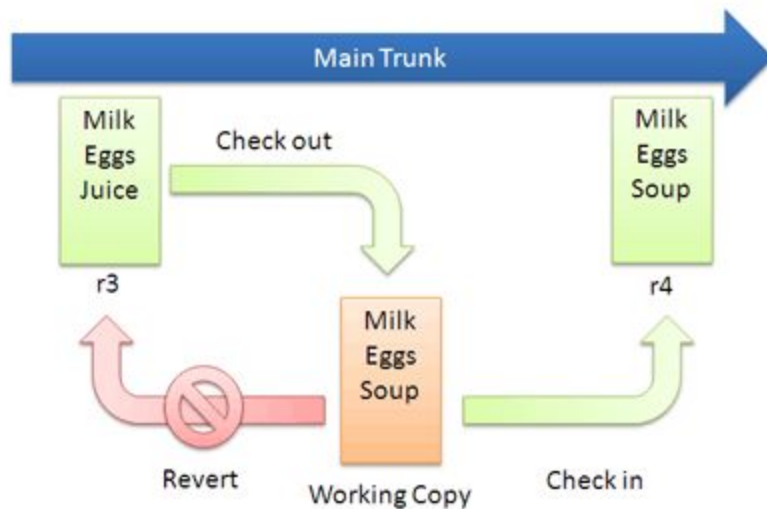 Main Trunk
Milk
Eggs
Juice
r3
Check out
Milk
Eggs
Soup
r4
Milk
Eggs
Soup
Working Copy
Revert
Check in